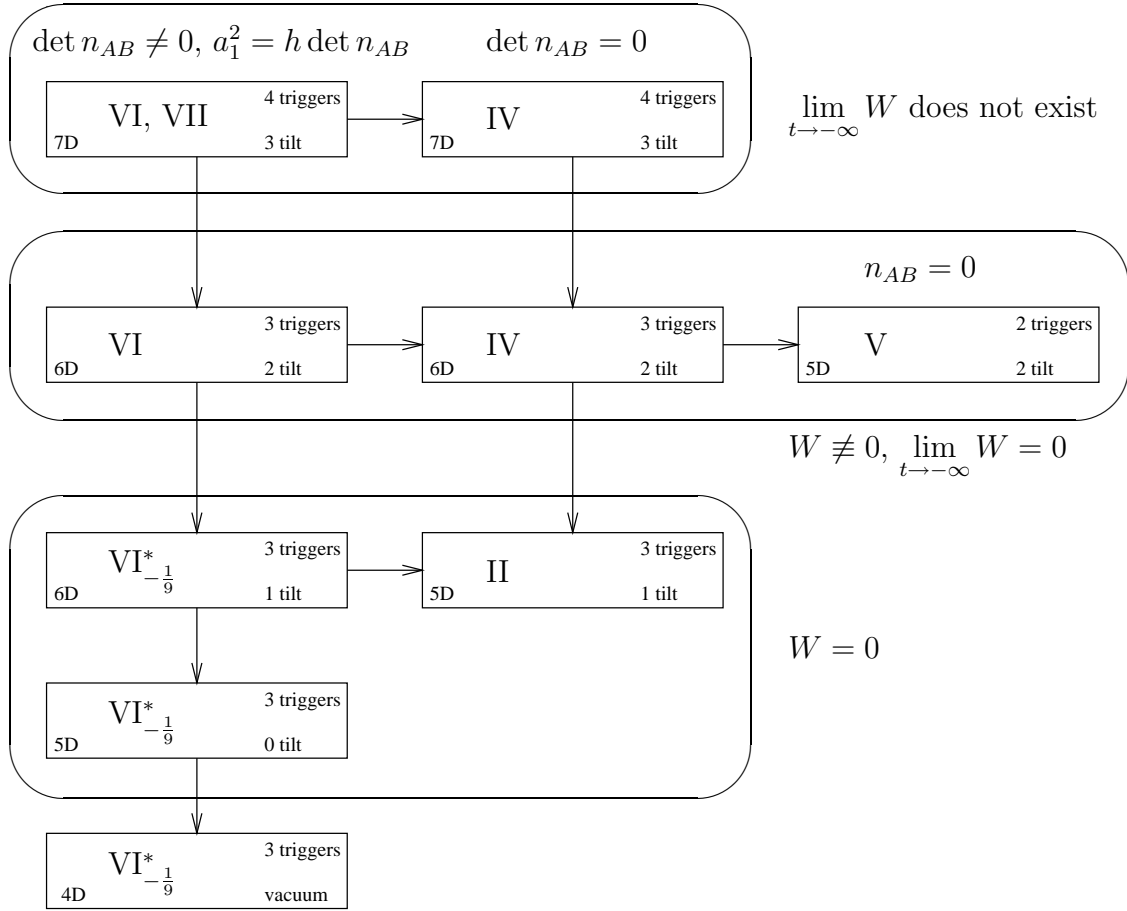 det n_{AB} ≠ 0, a_1^2 = h det n_{AB}
det n_{AB} = 0
VI, VII
4 triggers
7D
3 tilt
IV
4 triggers
7D
3 tilt
lim_{t→−∞} W does not exist
n_{AB} = 0
VI
3 triggers
6D
2 tilt
IV
3 triggers
6D
2 tilt
V
2 triggers
5D
2 tilt
W ≢ 0, lim_{t→−∞} W = 0
VI^*_{−\frac{1}{9}}
3 triggers
6D
1 tilt
II
3 triggers
5D
1 tilt
W = 0
VI^*_{−\frac{1}{9}}
3 triggers
5D
0 tilt
VI^*_{−\frac{1}{9}}
3 triggers
4D
vacuum